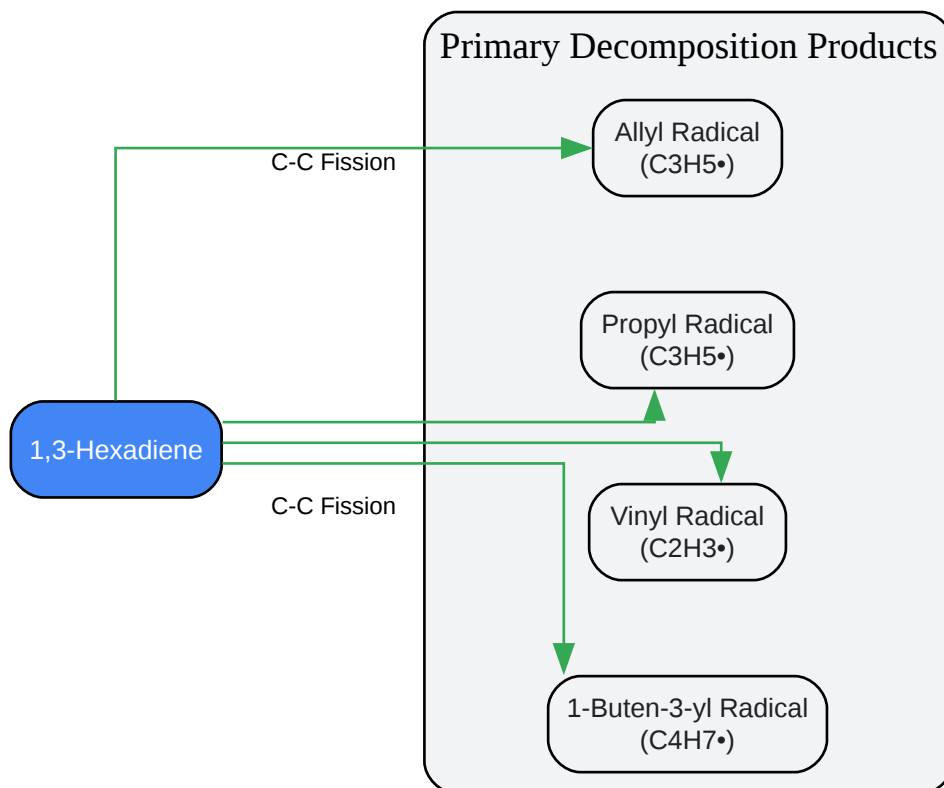 Primary Decomposition Products
Allyl Radical
(C3H5•)
C-C Fission
Propyl Radical
(C3H5•)
1,3-Hexadiene
C-C Fission
Vinyl Radical
(C2H3•)
1-Buten-3-yl Radical
(C4H7•)